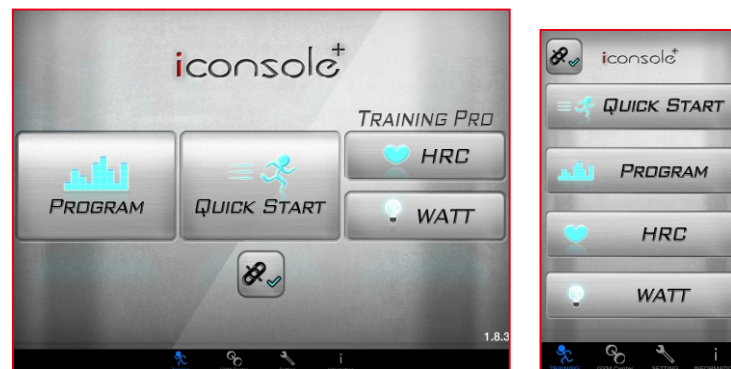 iconsole+
TRAINING PRO
PROGRAM
QUICK START
HRC
WATT
1.8.3
iconsole+
QUICK START
PROGRAM
HRC
WATT
TRAINING GYM Center SETTING INFORMATI